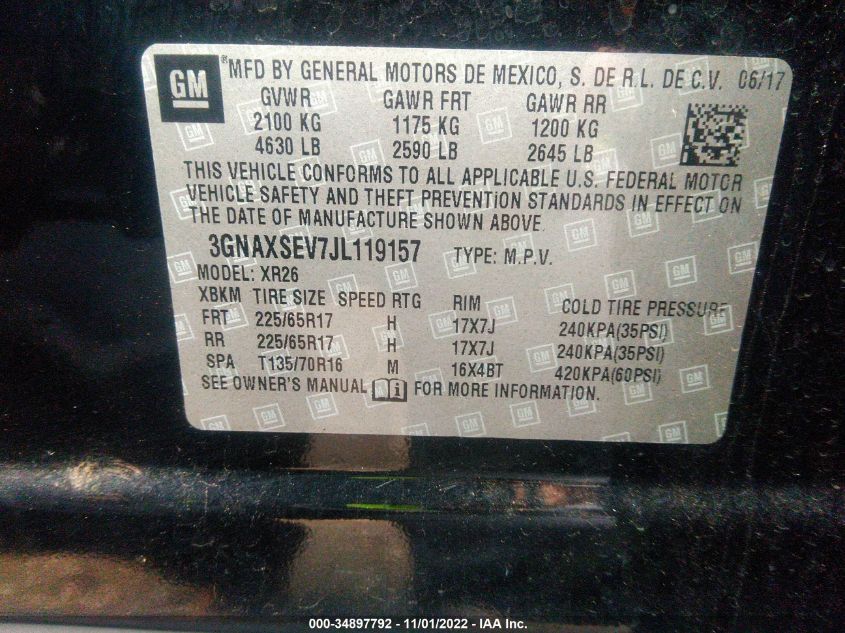 GM
® MFD BY GENERAL MOTORS DE MEXICO, S. DE R.L. DE C.V. 06/17
GVWR GAWR FRT GAWR RR
2100 KG 1175 KG 1200 KG
4630 LB 2590 LB 2645 LB
THIS VEHICLE CONFORMS TO ALL APPLICABLE U.S. FEDERAL MOTOR
VEHICLE SAFETY AND THEFT PREVENTION STANDARDS IN EFFECT ON
THE DATE OF MANUFACTURE SHOWN ABOVE.
3GNAXSEV7JL119157 TYPE: M.P.V.
MODEL: XR26
XBKM TIRE SIZE SPEED RTG RIM COLD TIRE PRESSURE
FRT 225/65R17 H 17X7J 240KPA(35PSI)
RR 225/65R17 H 17X7J 240KPA(35PSI)
SPA T135/70R16 M 16X4BT 420KPA(60PSI)
SEE OWNER'S MANUAL i FOR MORE INFORMATION.
000-34897792 - 11/01/2022 - IAA Inc.